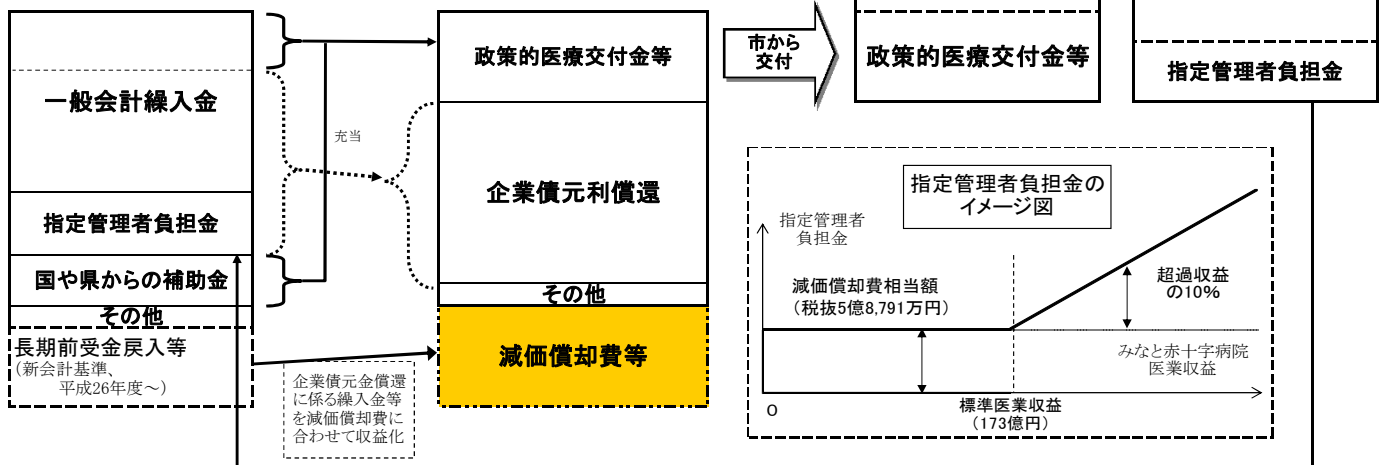 一般会計繰入金
指定管理者負担金
国や県からの補助金
その他
長期前受金戻入等
(新会計基準、
平成26年度~)
充当
企業債元金償還
に係る繰入金等
を減価償却費に
合わせて収益化
政策的医療交付金等
企業債元利償還
その他
減価償却費等
市から
交付
政策的医療交付金等
指定管理者負担金
指定管理者負担金の
イメージ図
指定管理者
負担金
減価償却費相当額
(税抜5億8,791万円)
超過収益
の10%
みなと赤十字病院
医業収益
0
標準医業収益
(173億円)